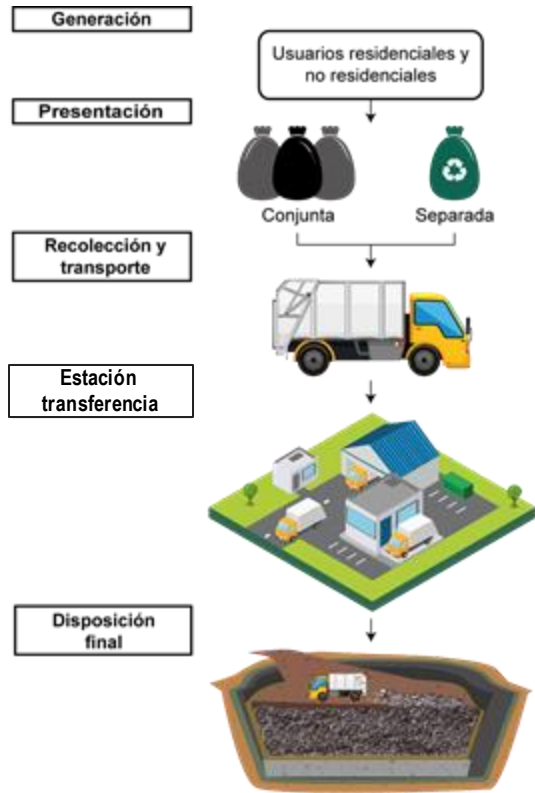 Generación
Usuarios residenciales y
no residenciales
Presentación
Conjunta
Separada
Recolección y
transporte
Estación
transferencia
Disposición
final